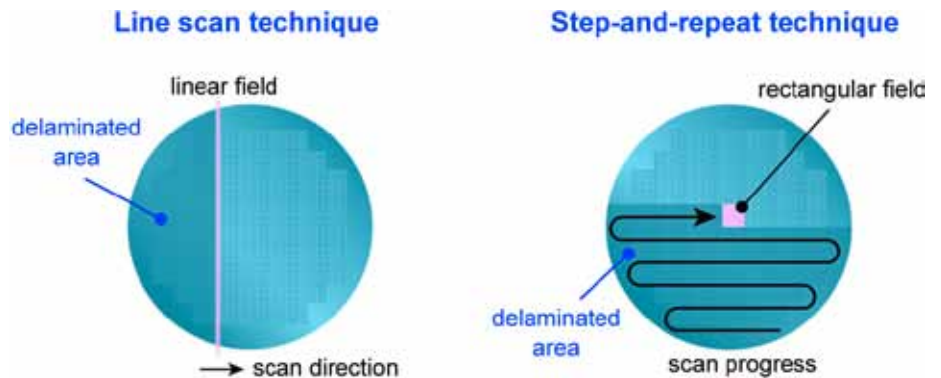 Line scan technique
linear field
delaminated
area
scan direction
Step-and-repeat technique
rectangular field
delaminated
area
scan progress